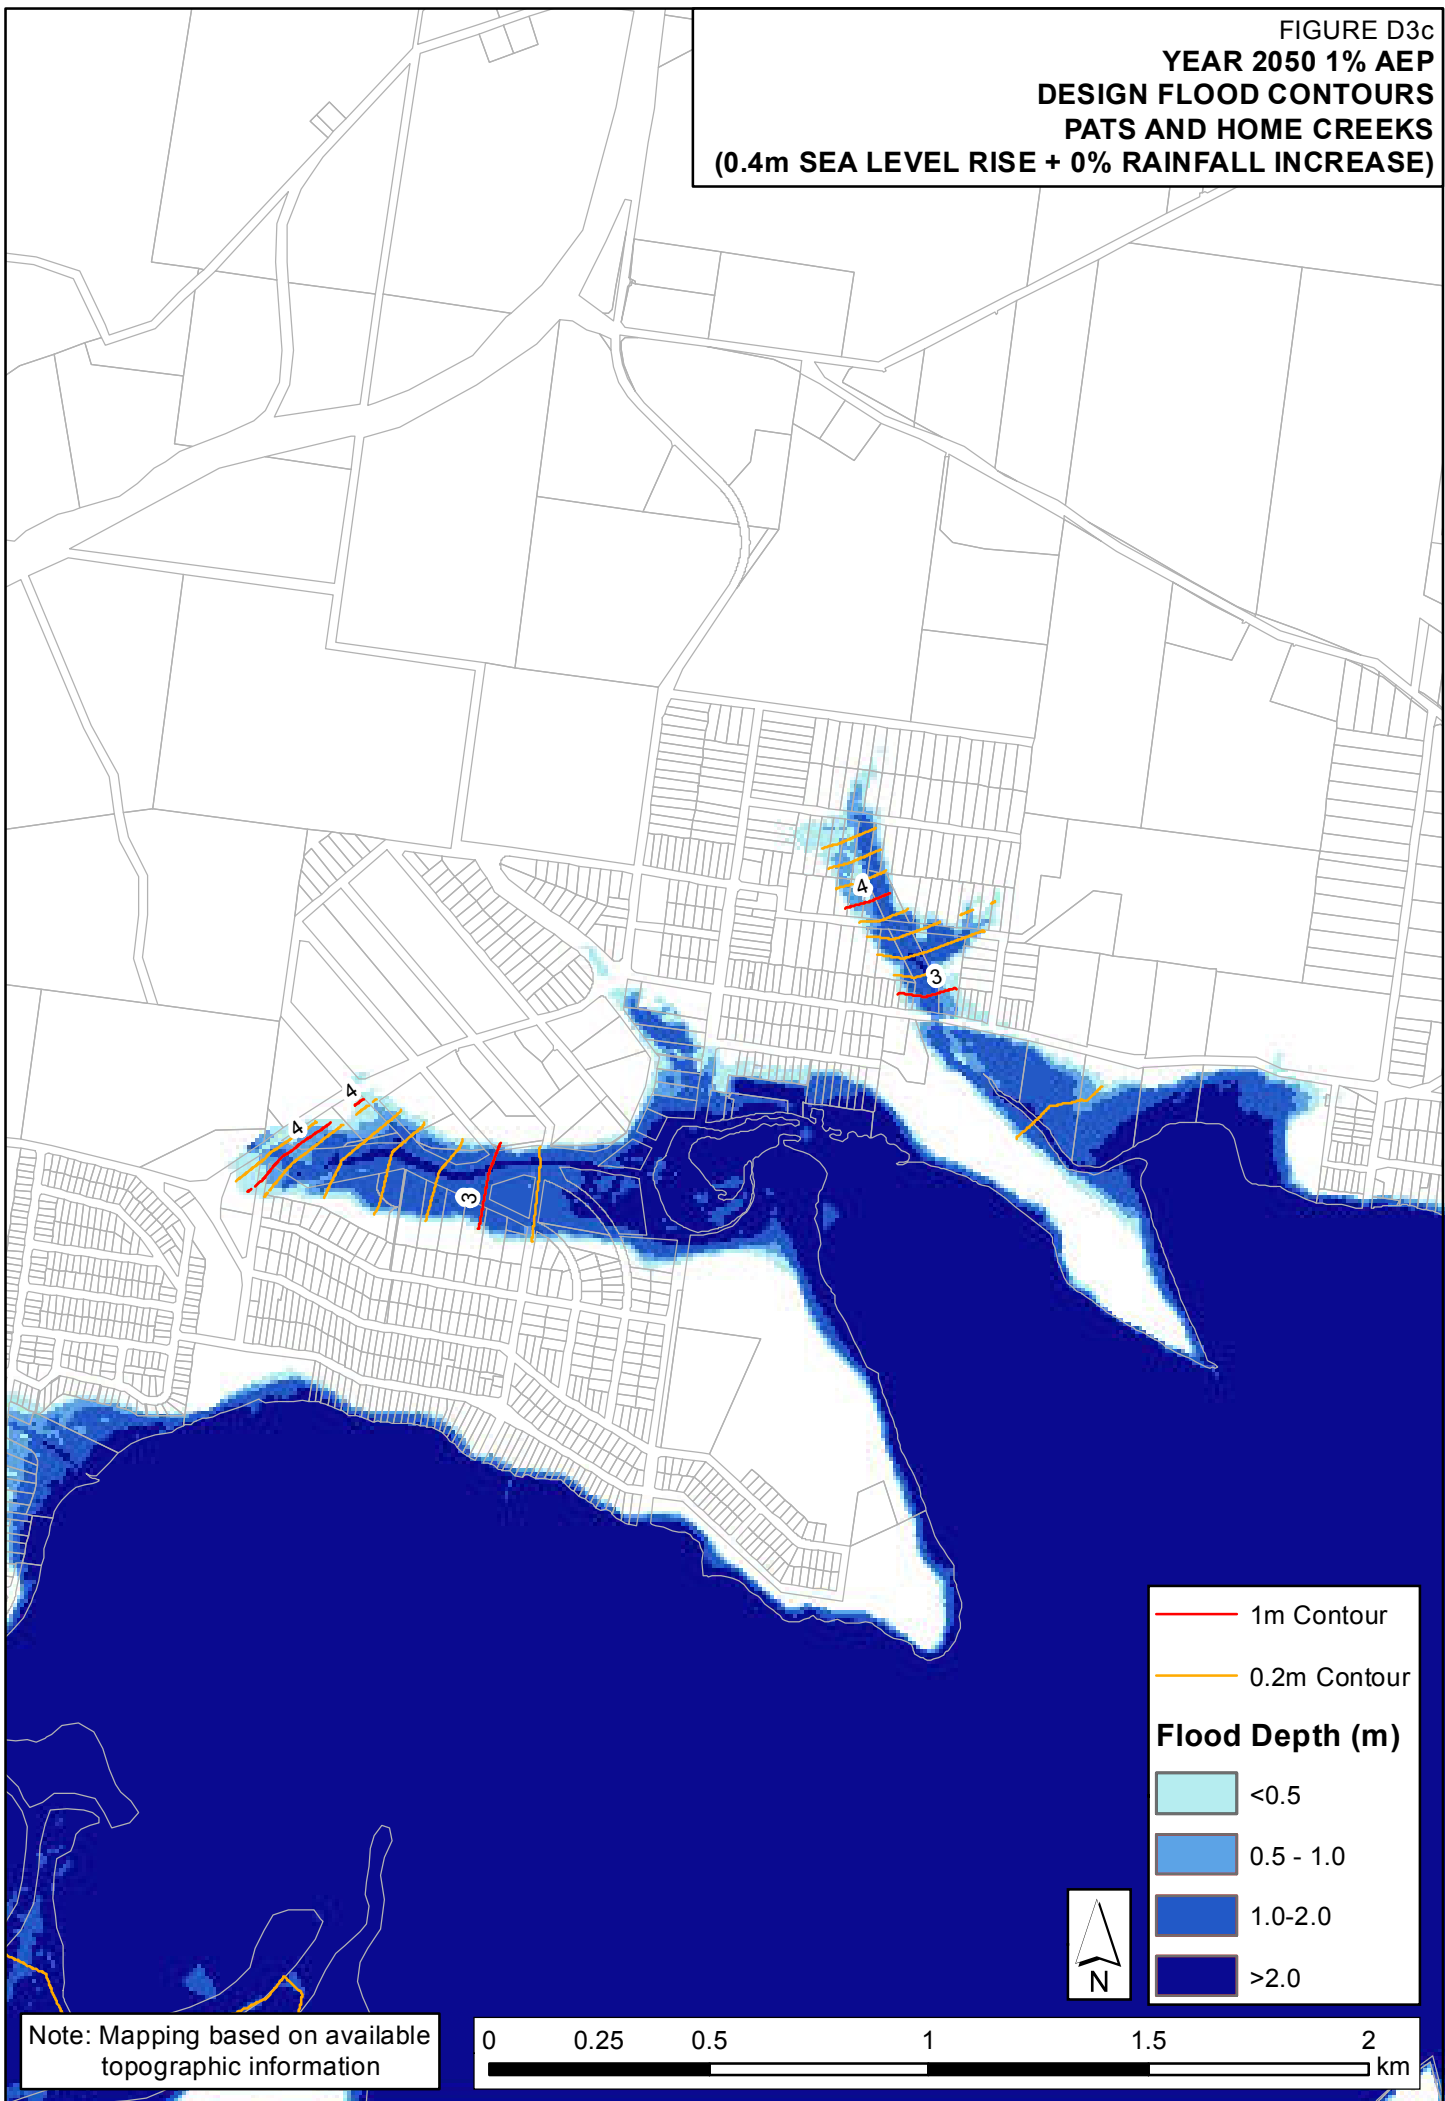 FIGURE D3c
YEAR 2050 1% AEP
DESIGN FLOOD CONTOURS
PATS AND HOME CREEKS
(0.4m SEA LEVEL RISE + 0% RAINFALL INCREASE)
4
3
4
4
3
1m Contour
0.2m Contour
Flood Depth (m)
<0.5
0.5 - 1.0
1.0-2.0
>2.0
N
Note: Mapping based on available
topographic information
0 0.25 0.5 1 1.5 2
km